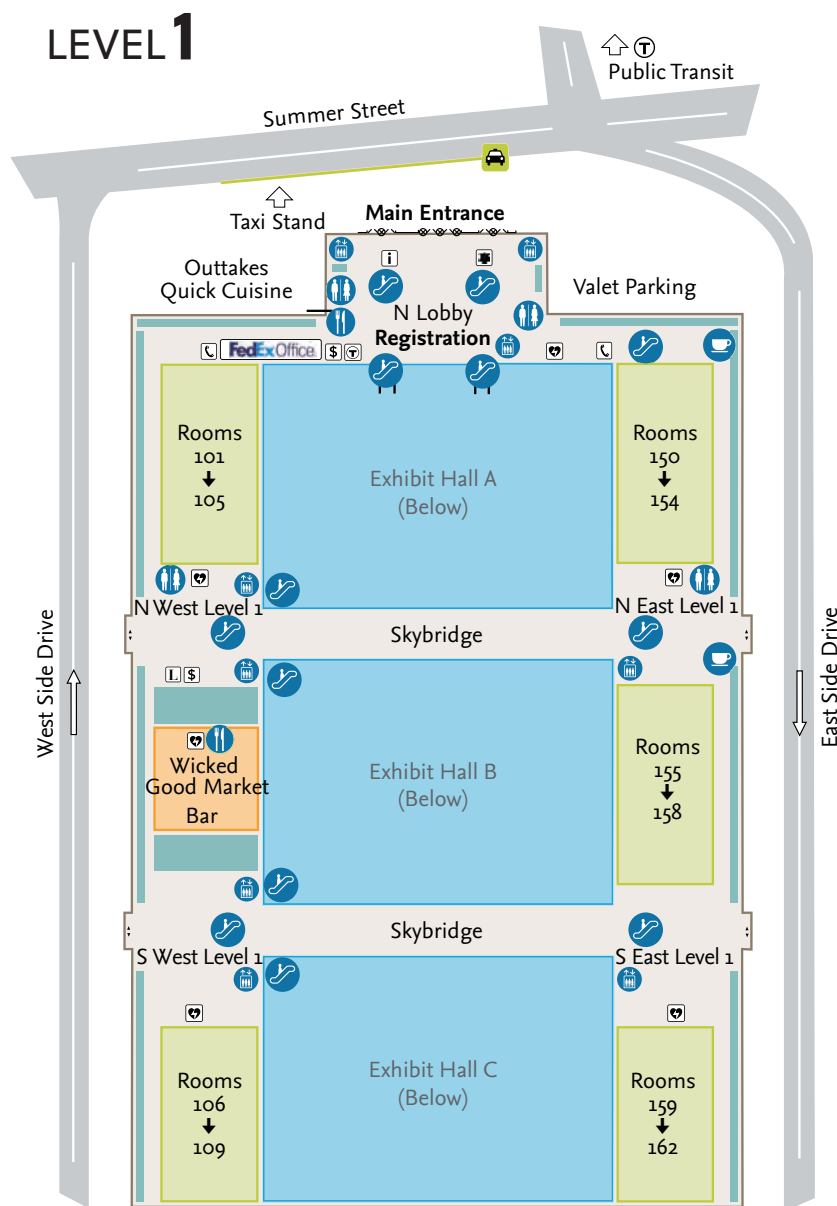 LEVEL 1
Public Transit
Summer Street
Taxi Stand
Main Entrance
Outtakes
Quick Cuisine
Valet Parking
N Lobby
Registration
FedEx Office
Rooms
101
105
Exhibit Hall A
(Below)
Rooms
150
154
N West Level 1
N East Level 1
Skybridge
West Side Drive
East Side Drive
L $
Wicked
Good Market
Bar
Exhibit Hall B
(Below)
Rooms
155
158
Skybridge
S West Level 1
S East Level 1
Rooms
106
109
Exhibit Hall C
(Below)
Rooms
159
162